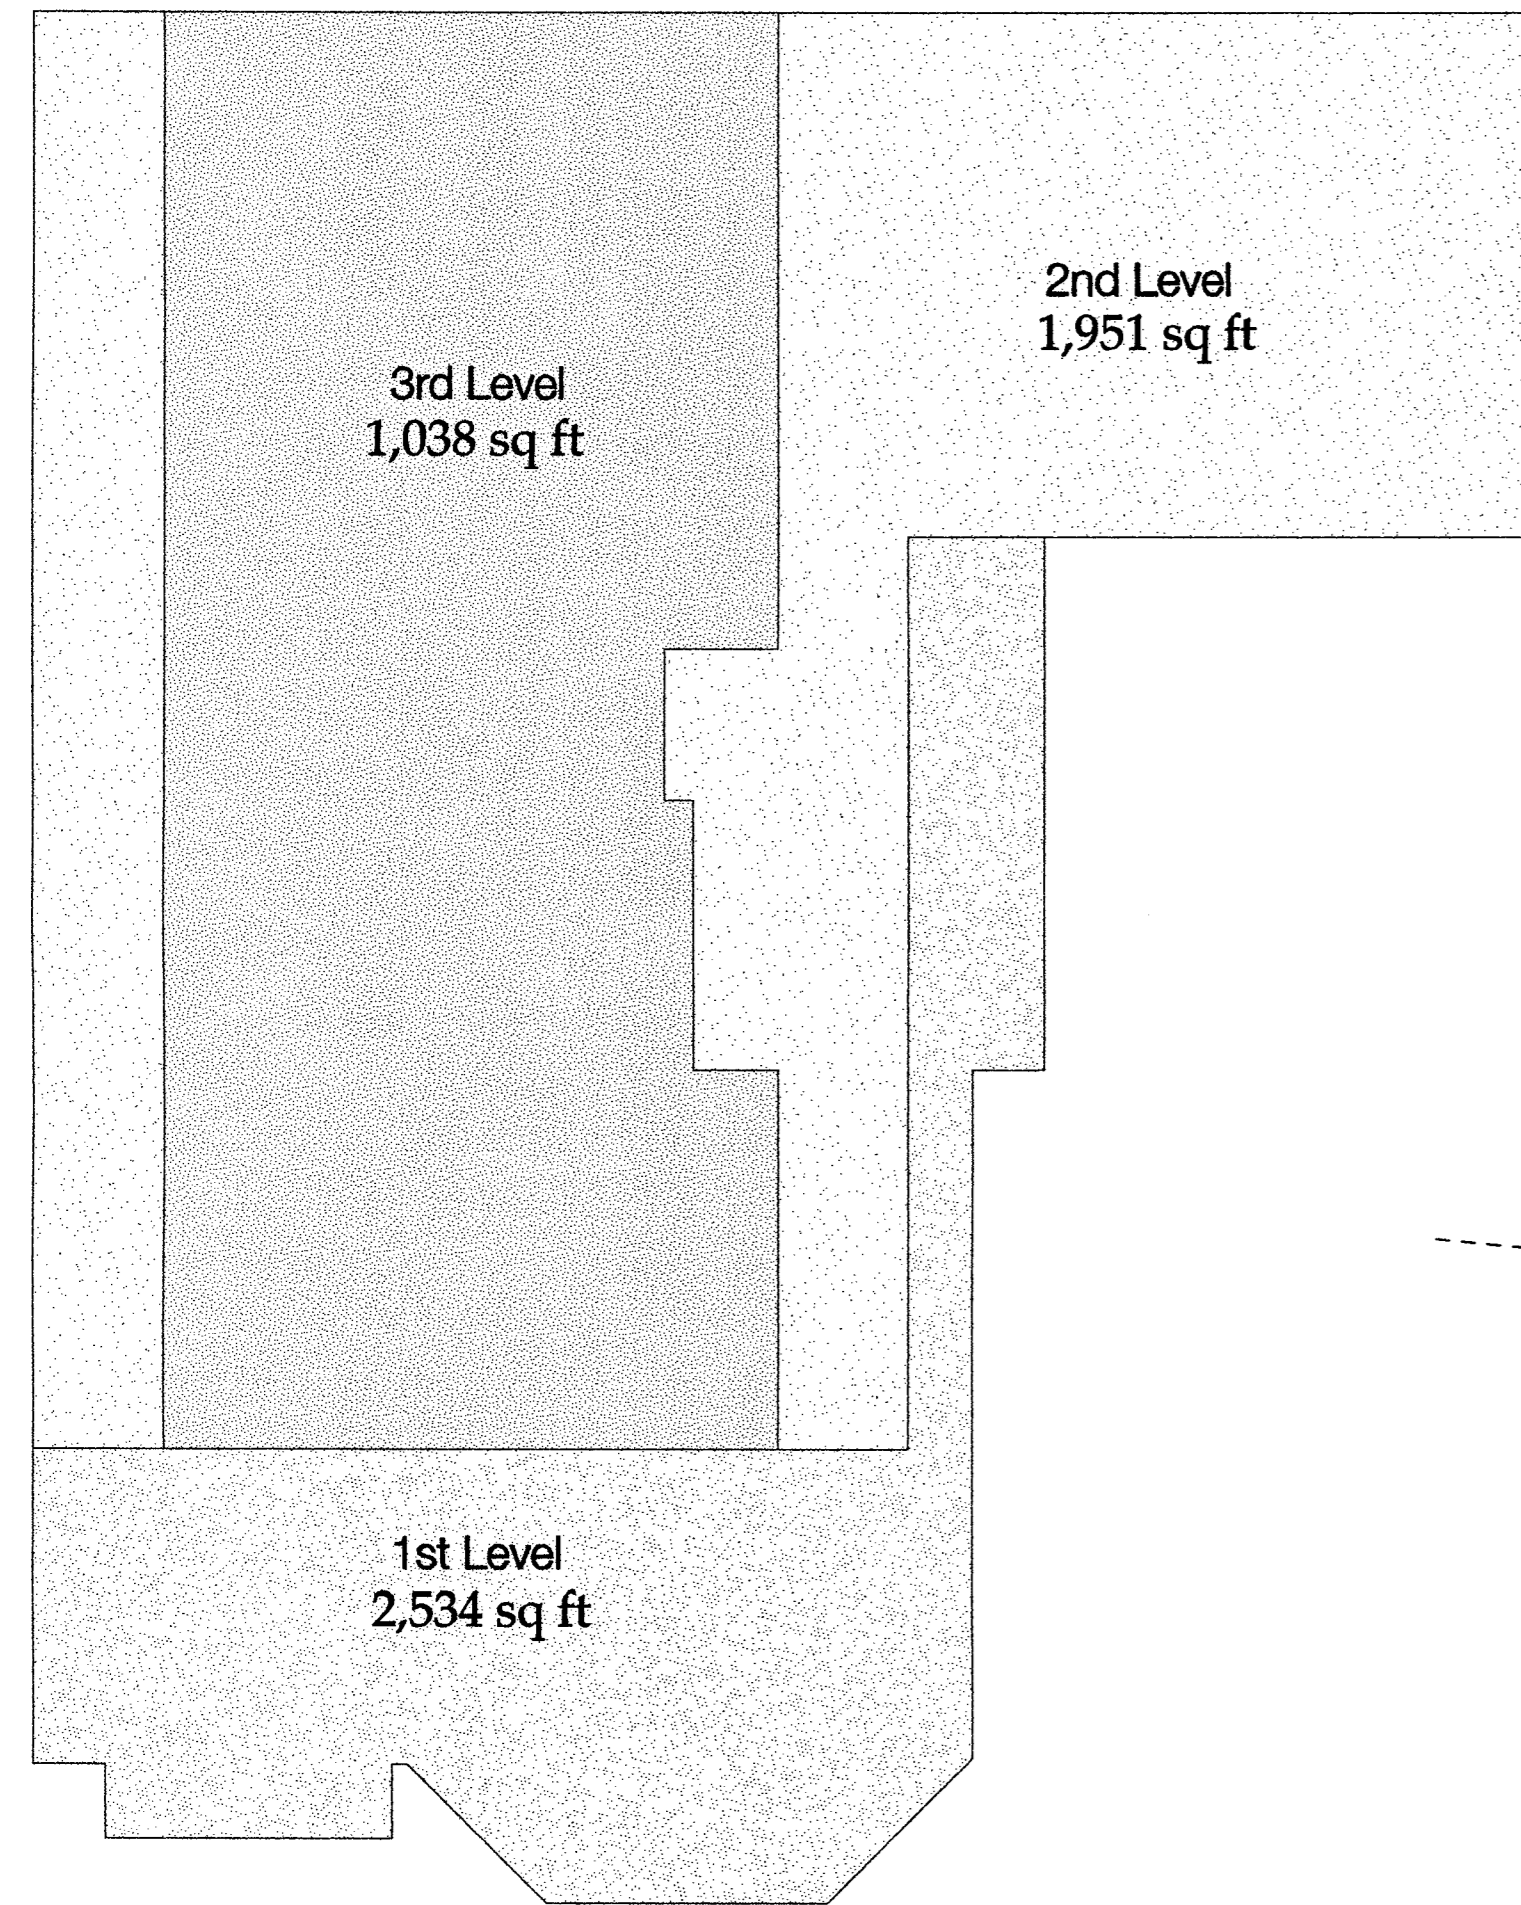 2nd Level
1,951 sq ft
3rd Level
1,038 sq ft
1st Level
2,534 sq ft